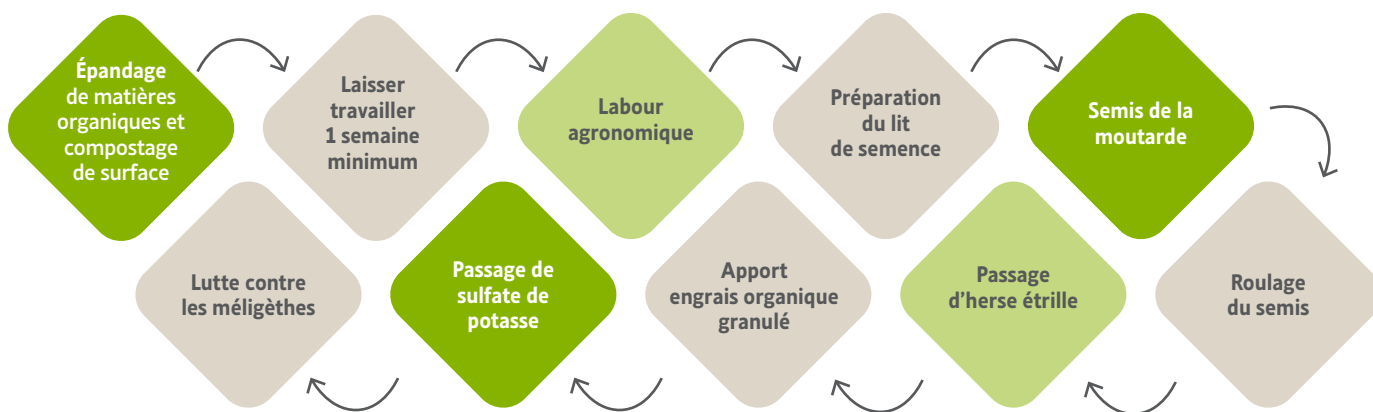 Épandage
de matières
organiques et
compostage
de surface
Laisser
travailler
1 semaine
minimum
Labour
agronomique
Préparation
du lit
de semence
Semis de la
moutarde
Roulage
du semis
Passage
d'herse étrille
Apport
engrais organique
granulé
Passage de
sulfate de
potasse
Lutte contre
les méligèthes